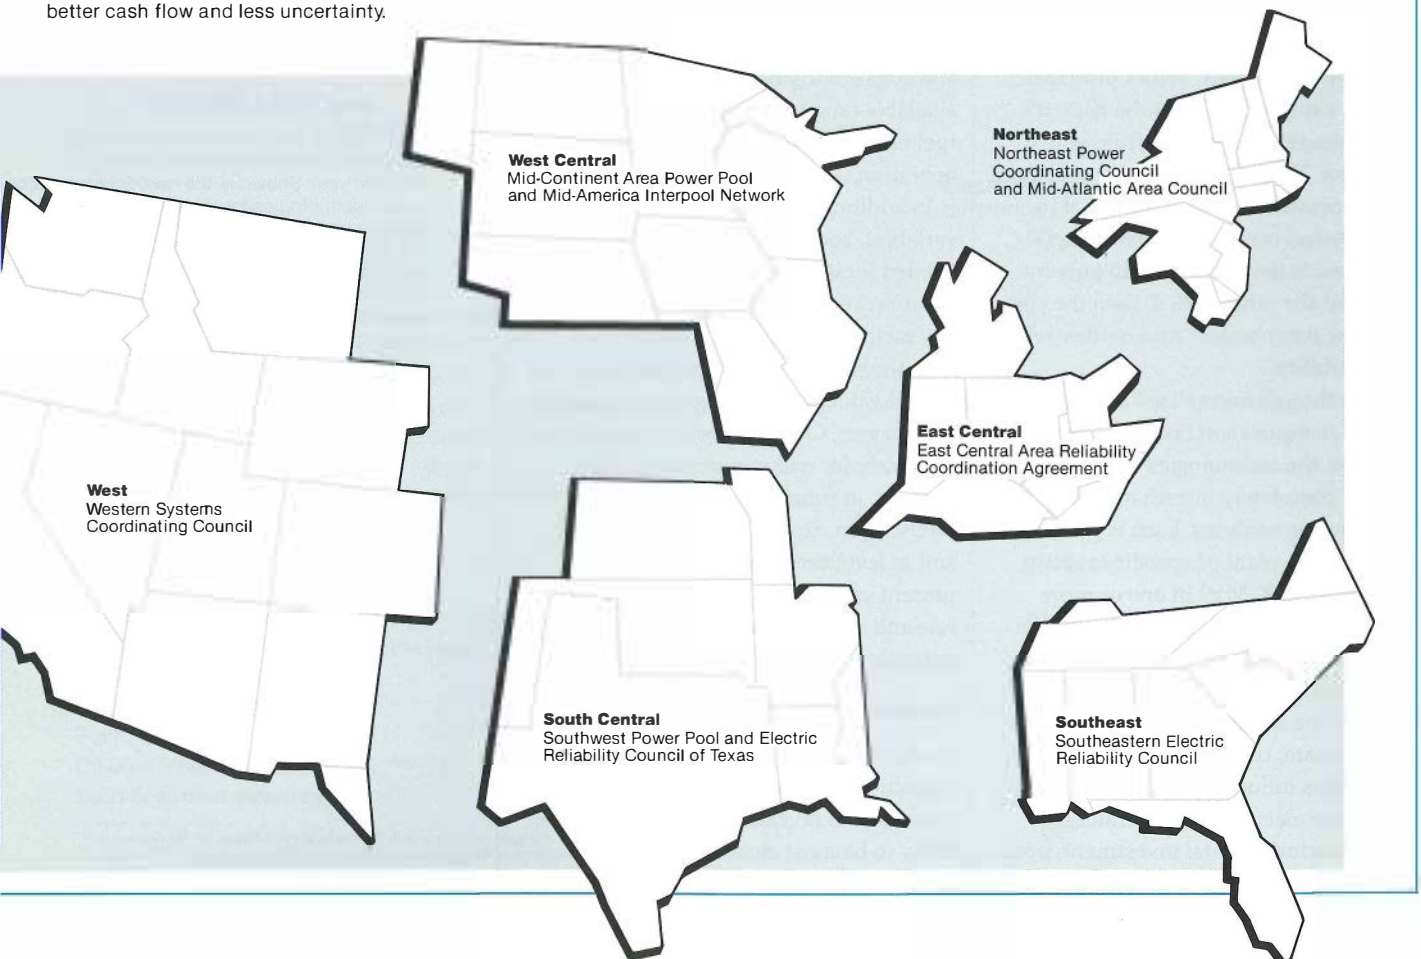 better cash flow and less uncertainty.
Northeast
Northeast Power
Coordinating Council
and Mid-Atlantic Area Council
West Central
Mid-Continent Area Power Pool
and Mid-America Interpool Network
East Central
East Central Area Reliability
Coordination Agreement
West
Western Systems
Coordinating Council
South Central
Southwest Power Pool and Electric
Reliability Council of Texas
Southeast
Southeastern Electric
Reliability Council